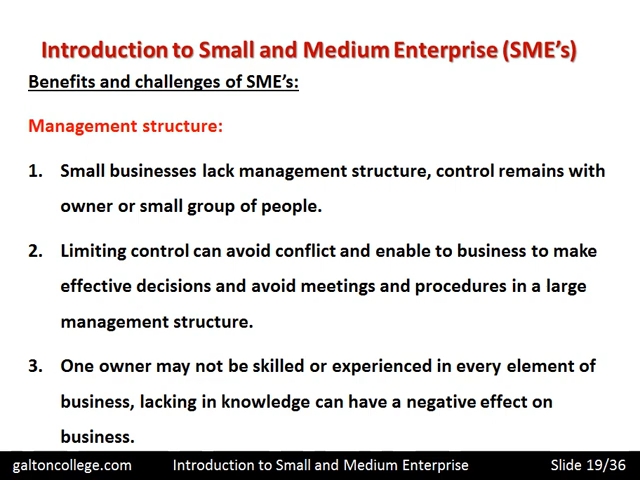 Introduction to Small and Medium Enterprise (SME's)
Benefits and challenges of SME's:
Management structure:
1. Small businesses lack management structure, control remains with
owner or small group of people.
2. Limiting control can avoid conflict and enable to business to make
effective decisions and avoid meetings and procedures in a large
management structure.
3. One owner may not be skilled or experienced in every element of
business, lacking in knowledge can have a negative effect on
business.
galtoncollege.com Introduction to Small and Medium Enterprise Slide 19/36